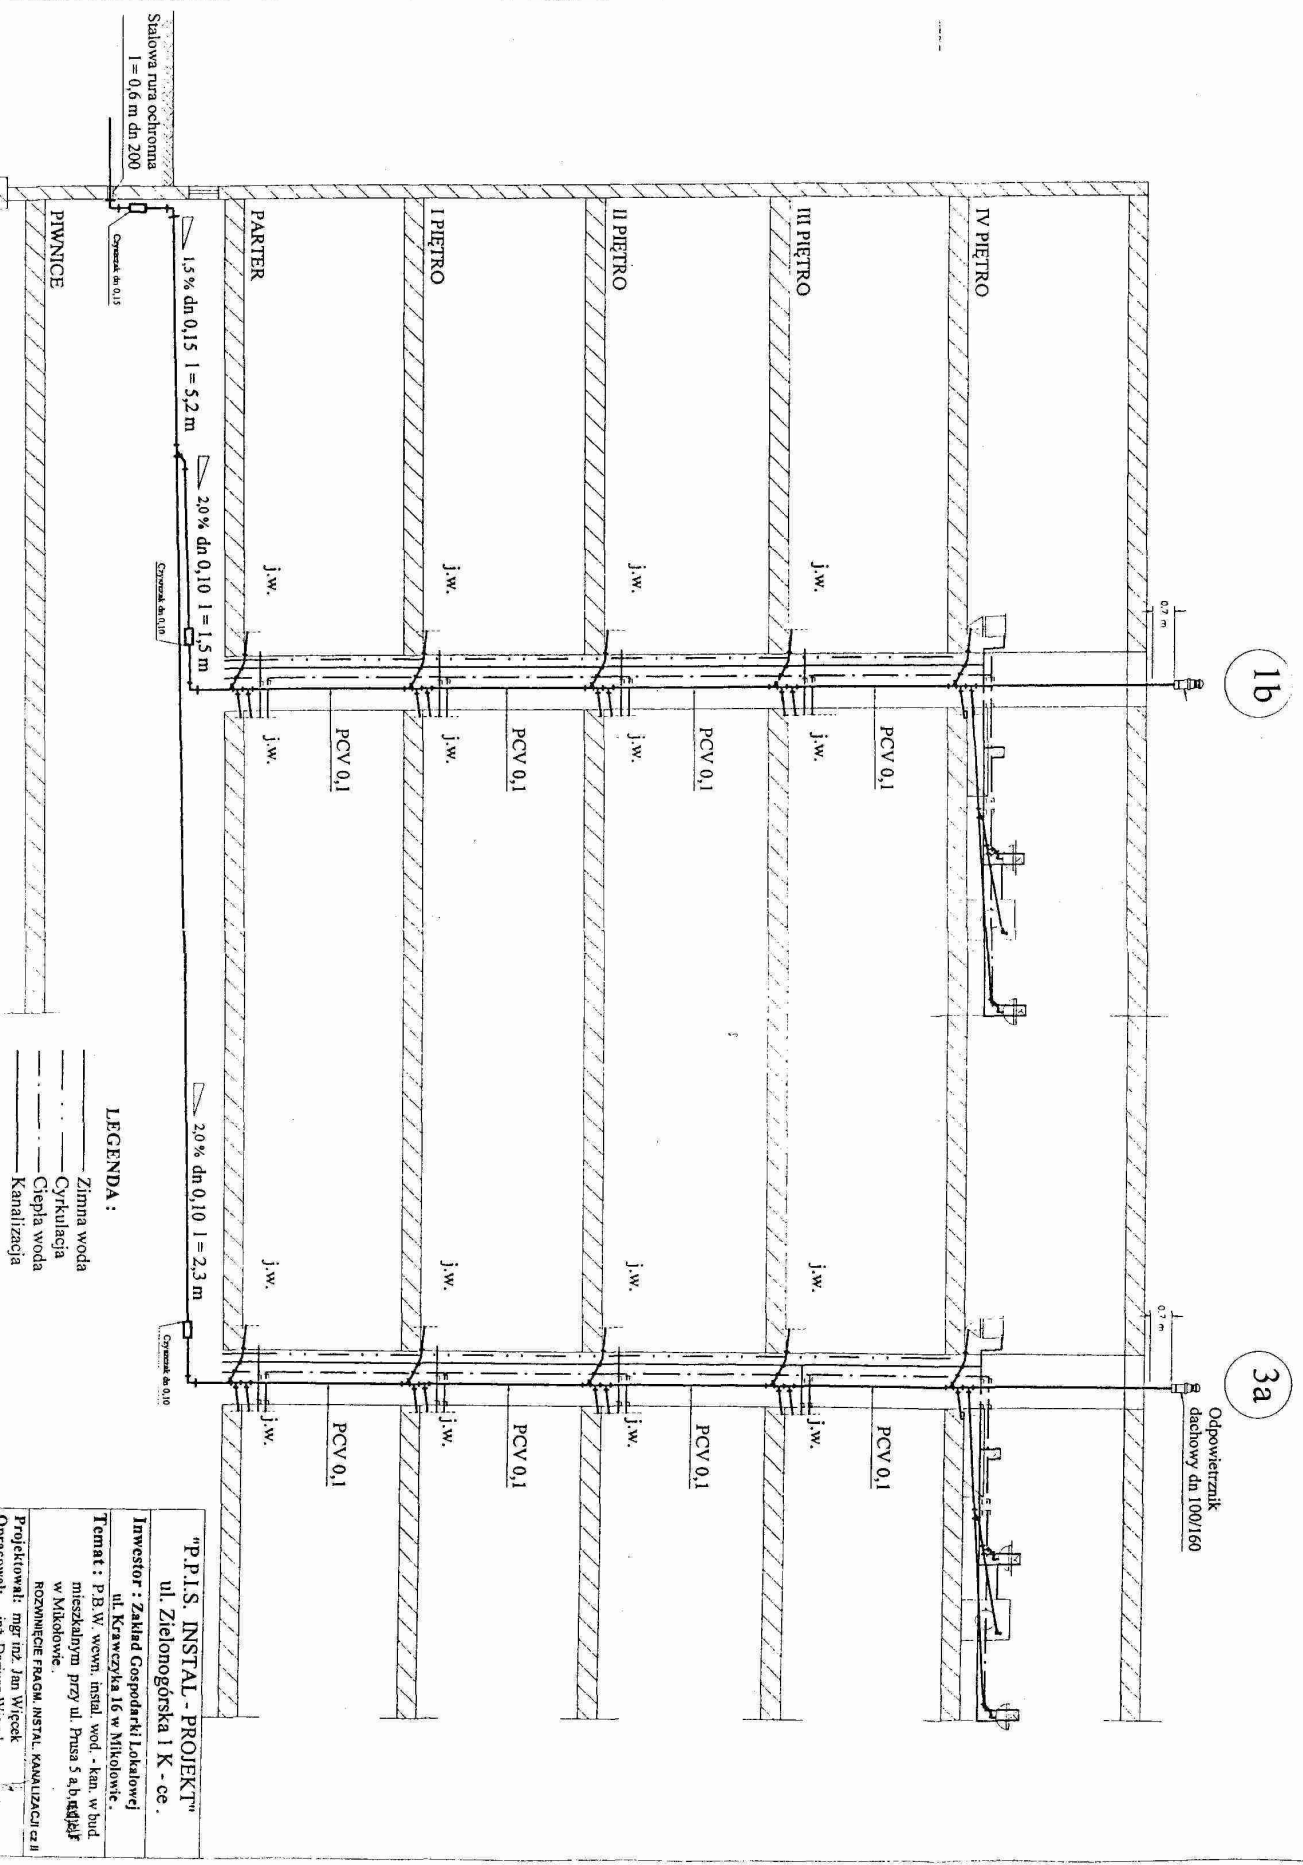 1b
3a
Odpowietrznik
dachowy dn 100/160
0,7 m
0,7 m
IV PIĘTRO
PCV 0,1
PCV 0,1
III PIĘTRO
j.w.
j.w.
j.w.
j.w.
PCV 0,1
PCV 0,1
II PIĘTRO
j.w.
j.w.
j.w.
j.w.
PCV 0,1
PCV 0,1
I PIĘTRO
j.w.
j.w.
j.w.
j.w.
PCV 0,1
PCV 0,1
PARTER
j.w.
j.w.
j.w.
j.w.
Stalowa rura ochronna
l = 0,6 m dn 200
1,5 % dn 0,15 l = 5,2 m
2,0 % dn 0,10 l = 1,5 m
2,0 % dn 0,10 l = 2,3 m
Czyszczak dn 0,15
Czyszczak dn 0,10
Czyszczak dn 0,10
PIWNICE
LEGENDA :
Zimna woda
Cyrkulacja
Ciepła woda
Kanalizacja
"P.P.I.S. INSTAL - PROJEKT"
ul. Zielonogórska 1 K - ce .
Inwestor : Zakład Gospodarki Lokalowej
ul. Krawczyka 16 w Mikołowie .
Temat : P.B.W. wewn. instal. wod. - kan. w bud.
mieszkalnym przy ul. Prusa 5 a,b,
w Mikołowie .
ROZWINIĘCIE FRAGM. INSTAL. KANALIZACJI cz II
Projektował: mgr inż. Jan Więcek